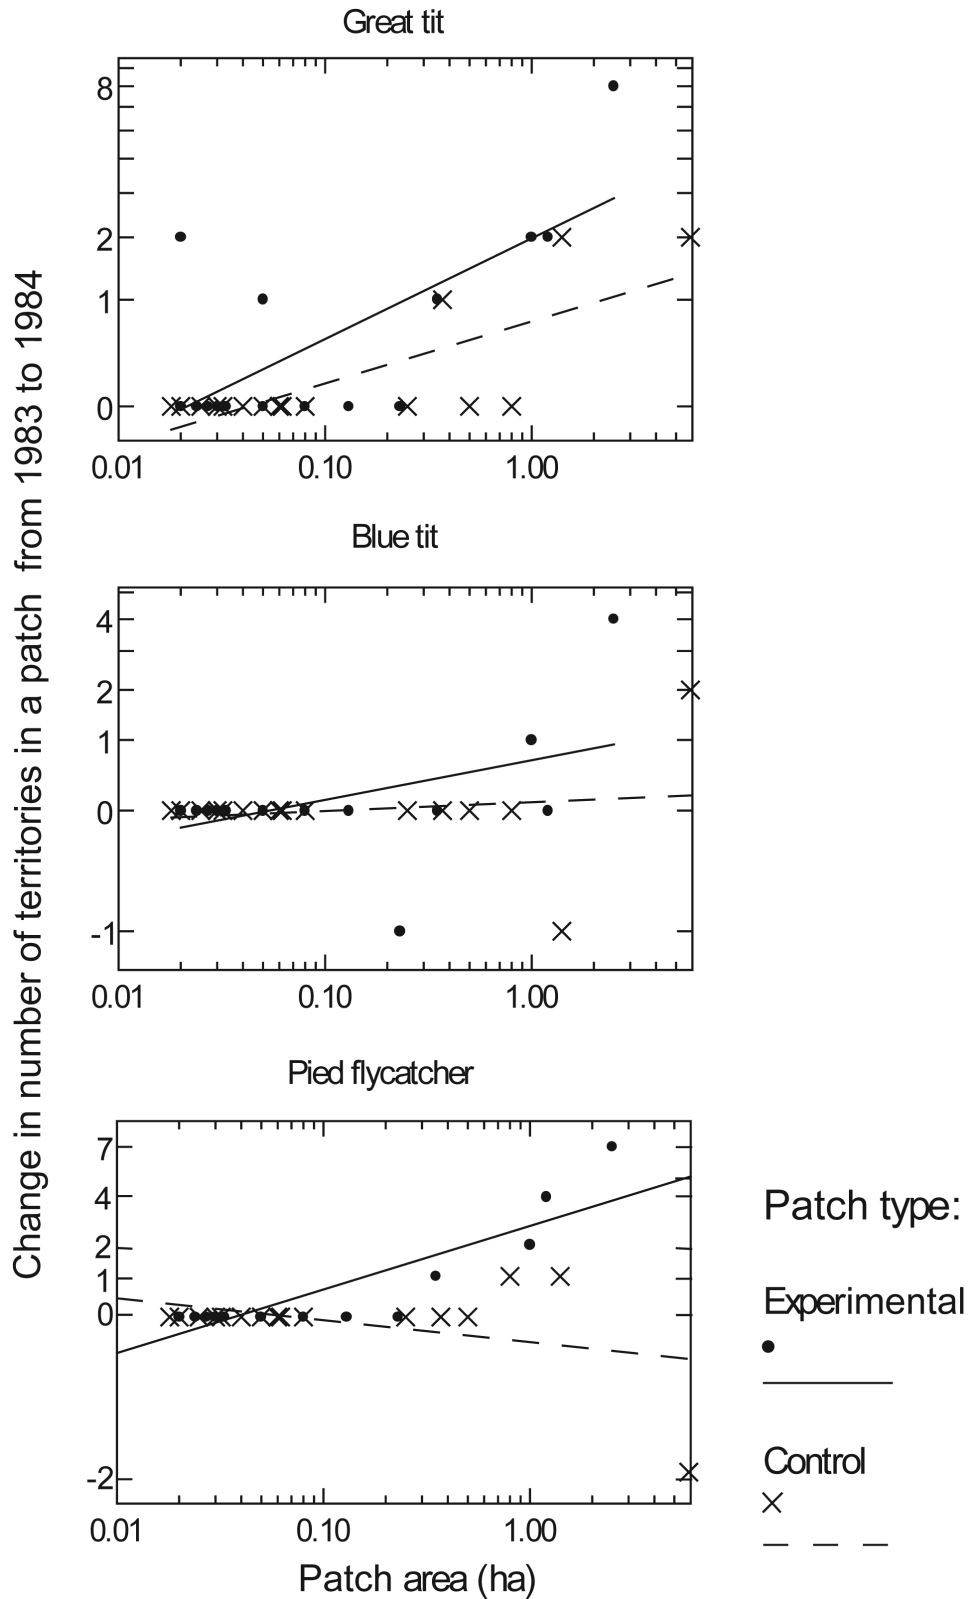 Great tit
8
2
1
0
0.01 0.10 1.00
Blue tit
4
2
1
0
-1
0.01 0.10 1.00
Pied flycatcher
7
4
2
1
0
-2
0.01 0.10 1.00
Patch area (ha)
Change in number of territories in a patch from 1983 to 1984
Patch type:
Experimental
Control